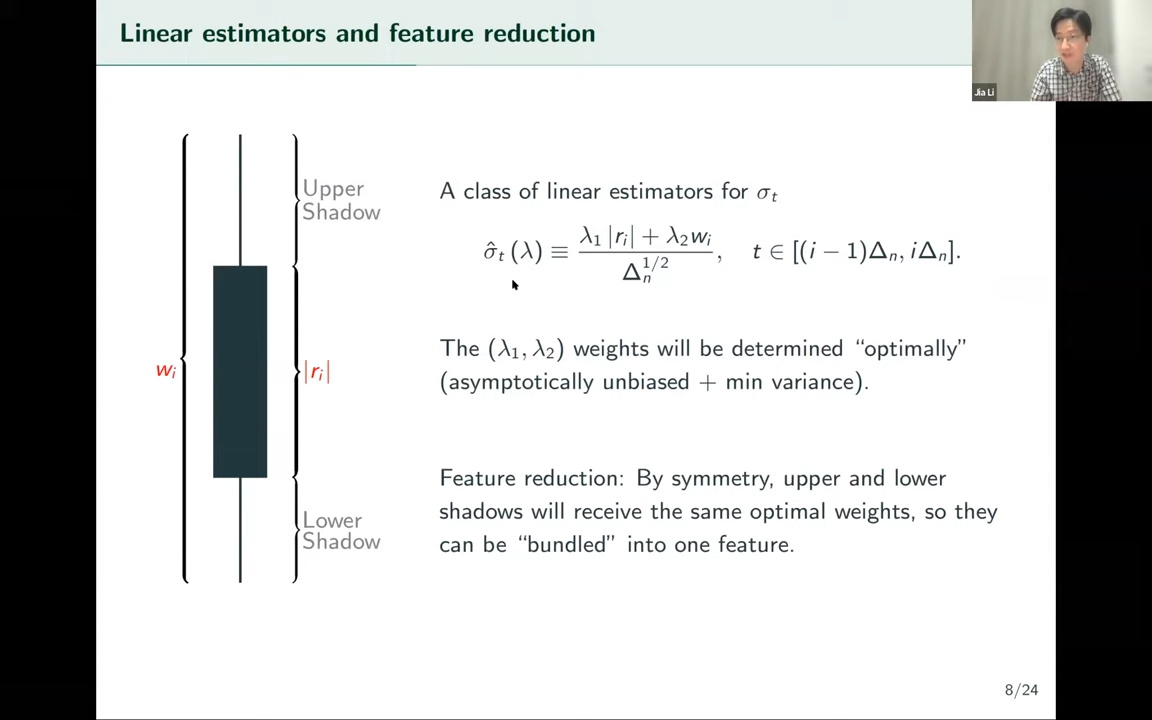 Linear estimators and feature reduction
Jia Li
Upper
Shadow
w_i
|r_i|
Lower
Shadow
A class of linear estimators for σ_t
σ̂_t (λ) ≡ (λ_1 |r_i| + λ_2 w_i) / Δ_n^{1/2}, t ∈ [(i − 1)Δ_n, iΔ_n].
The (λ_1, λ_2) weights will be determined “optimally”
(asymptotically unbiased + min variance).
Feature reduction: By symmetry, upper and lower
shadows will receive the same optimal weights, so they
can be “bundled” into one feature.
8/24